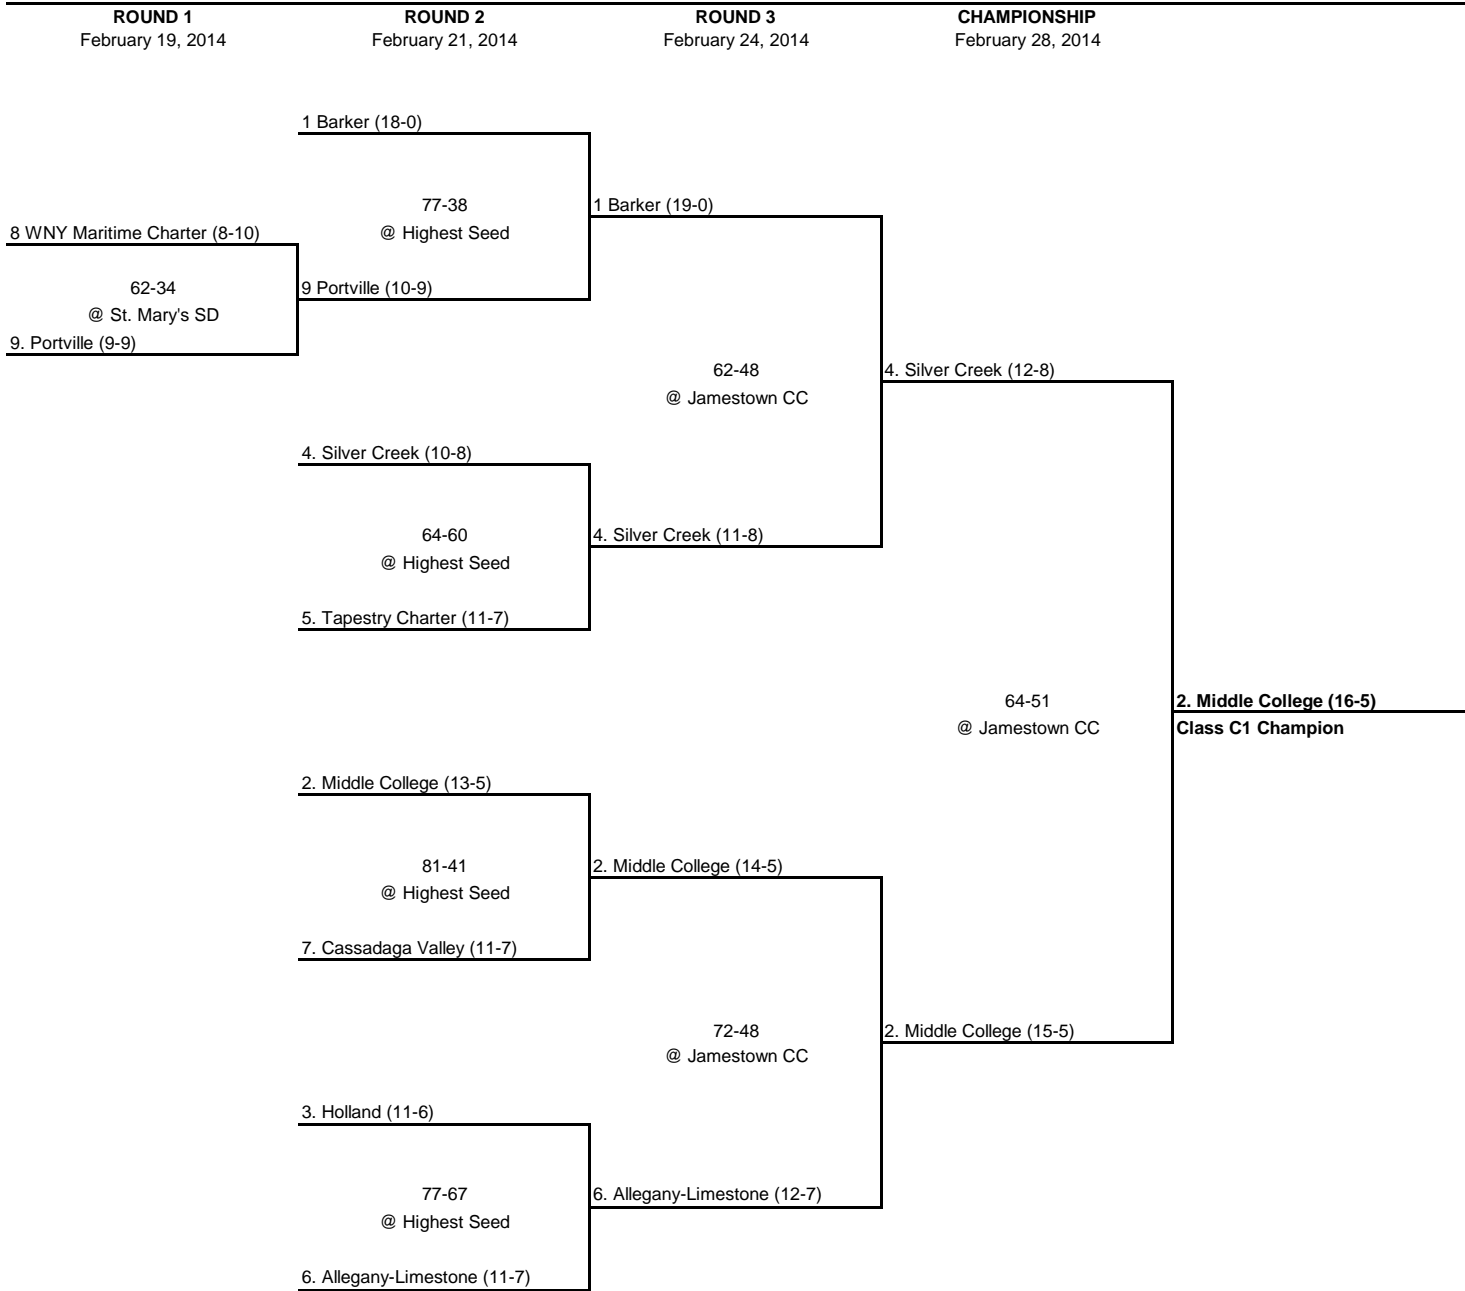 ROUND 1
February 19, 2014
ROUND 2
February 21, 2014
ROUND 3
February 24, 2014
CHAMPIONSHIP
February 28, 2014
1 Barker (18-0)
77-38
@ Highest Seed
1 Barker (19-0)
8 WNY Maritime Charter (8-10)
62-34
@ St. Mary's SD
9 Portville (10-9)
9. Portville (9-9)
62-48
@ Jamestown CC
4. Silver Creek (12-8)
4. Silver Creek (10-8)
64-60
@ Highest Seed
4. Silver Creek (11-8)
5. Tapestry Charter (11-7)
64-51
@ Jamestown CC
2. Middle College (16-5)
Class C1 Champion
2. Middle College (13-5)
81-41
@ Highest Seed
2. Middle College (14-5)
7. Cassadaga Valley (11-7)
72-48
@ Jamestown CC
2. Middle College (15-5)
3. Holland (11-6)
77-67
@ Highest Seed
6. Allegany-Limestone (12-7)
6. Allegany-Limestone (11-7)